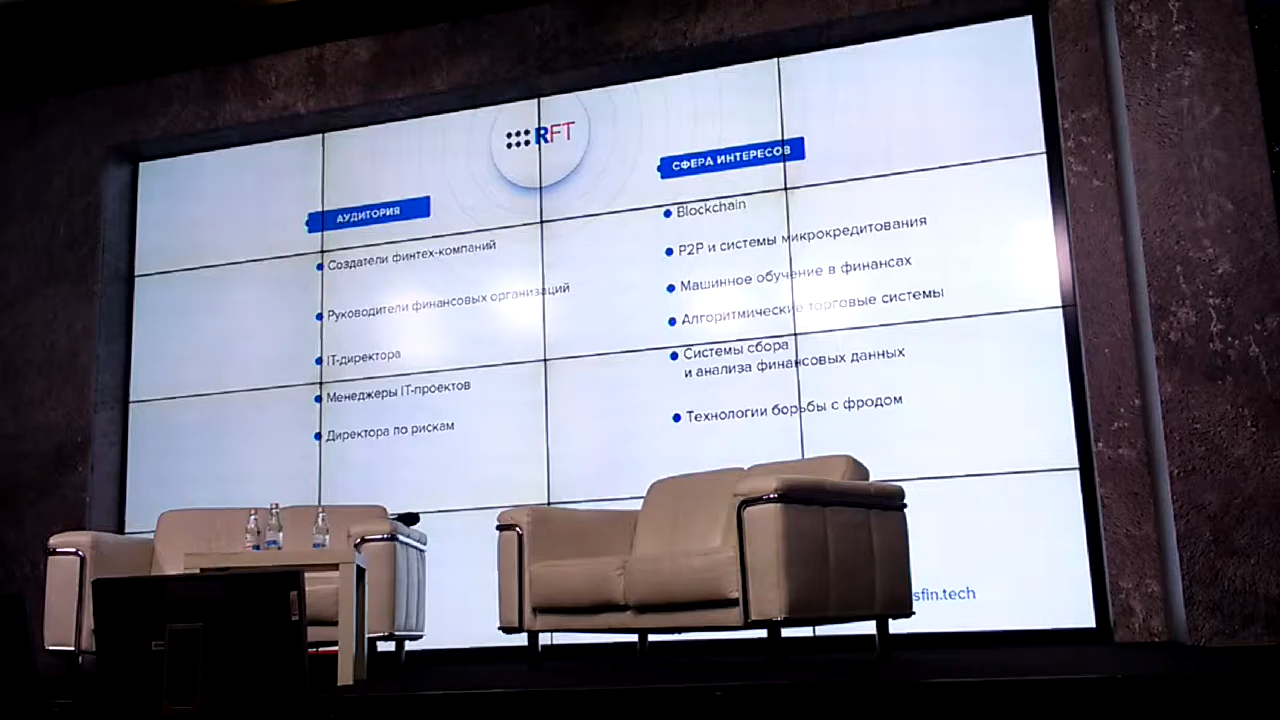 RFT
АУДИТОРИЯ
Создатели финтех-компаний
Руководители финансовых организаций
IT-директора
Менеджеры IT-проектов
Директора по рискам
СФЕРА ИНТЕРЕСОВ
Blockchain
P2P и системы микрокредитования
Машинное обучение в финансах
Алгоритмические торговые системы
Системы сбора
и анализа финансовых данных
Технологии борьбы с фродом
sfin.tech